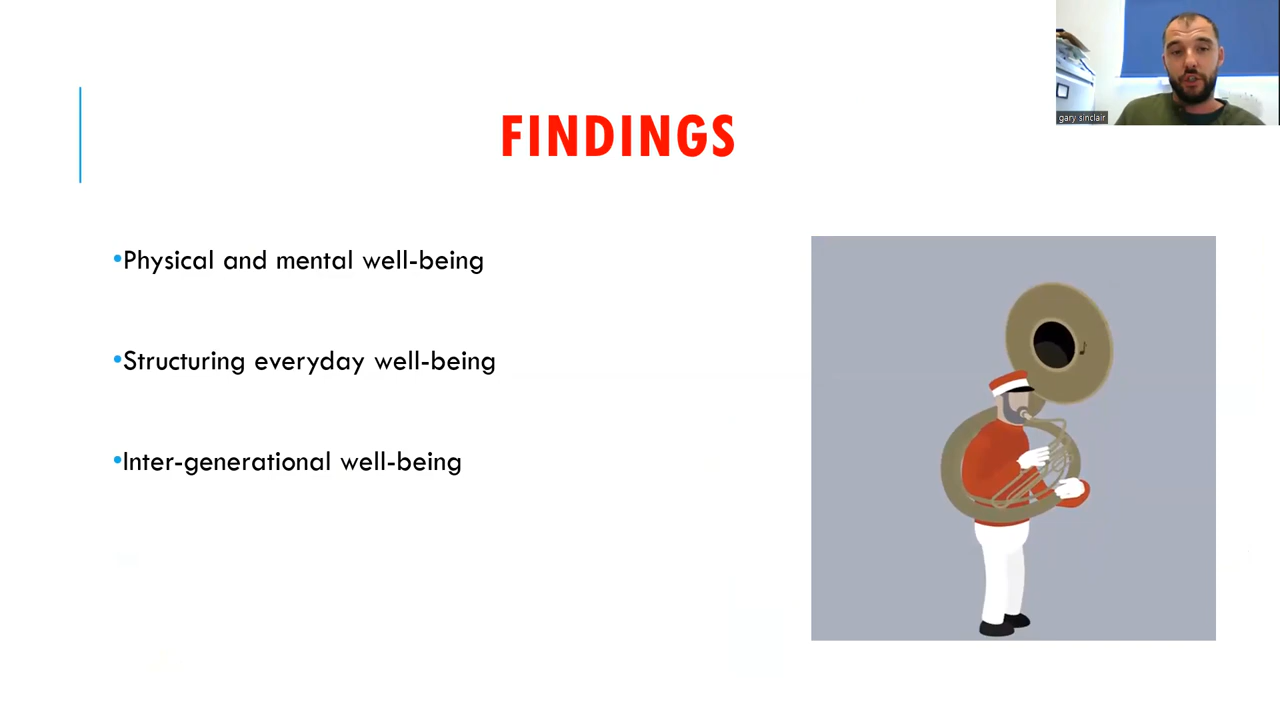 FINDINGS
gary sinclair
•Physical and mental well-being
•Structuring everyday well-being
•Inter-generational well-being